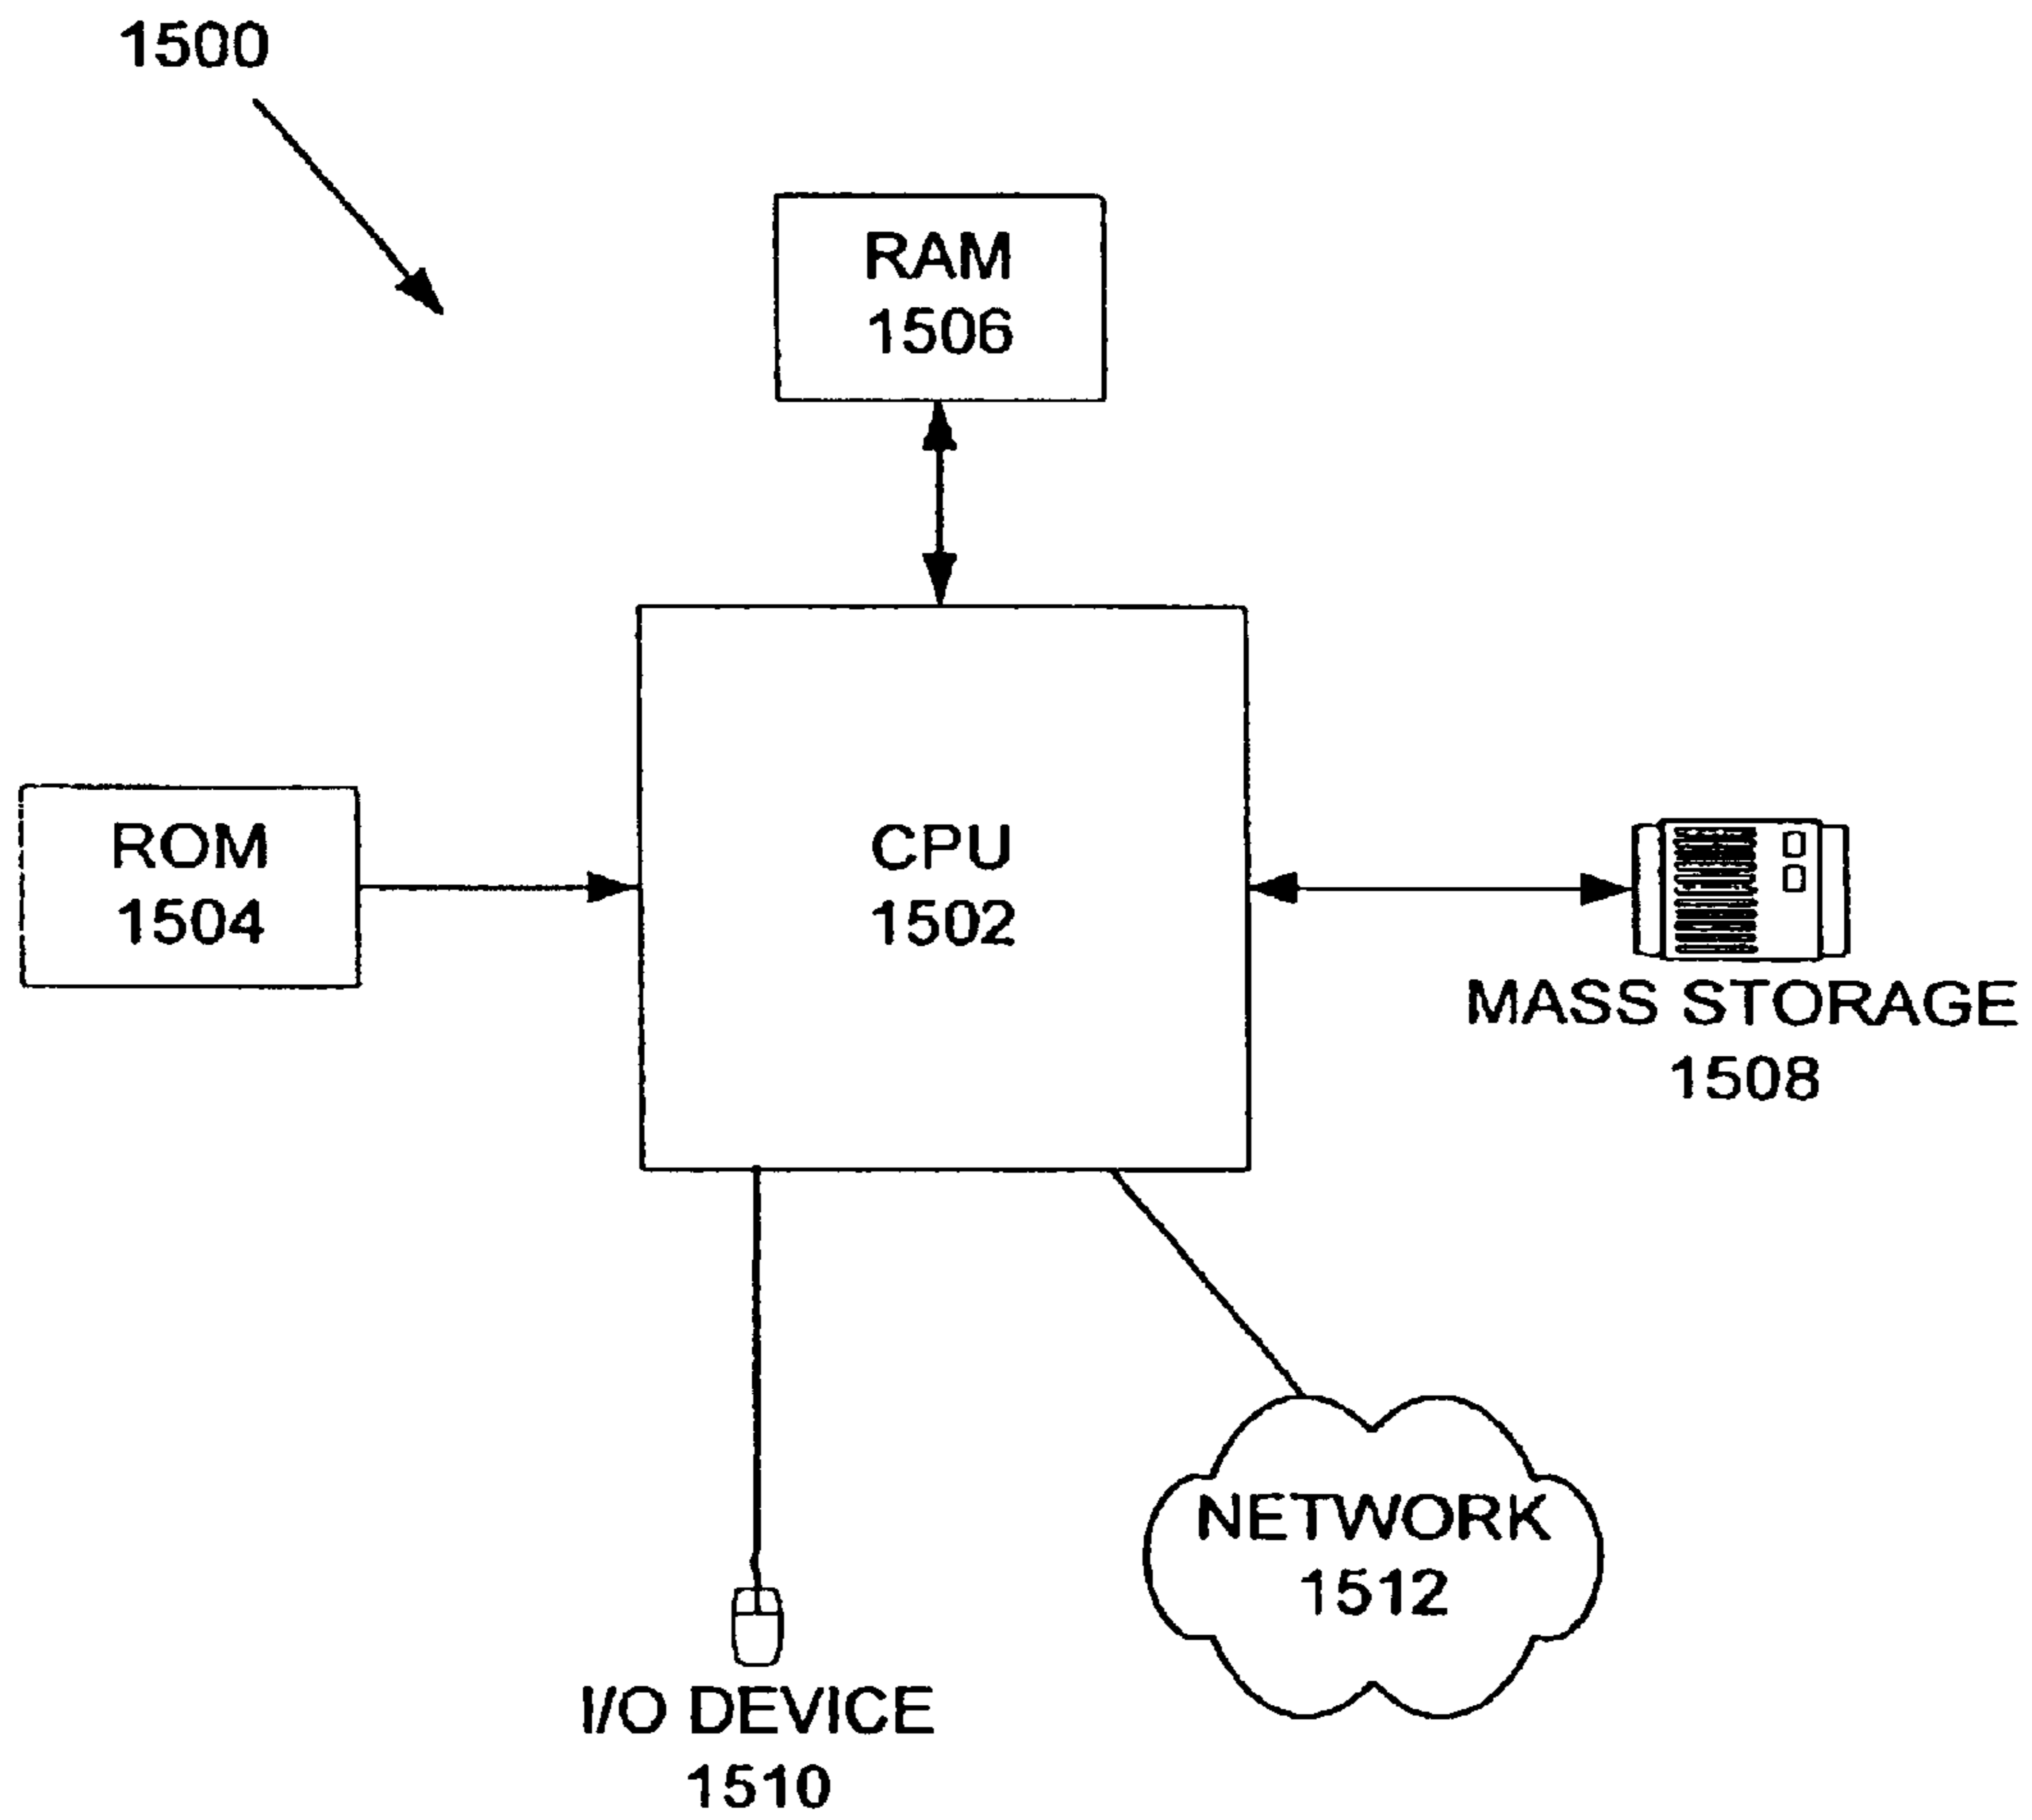 1500
RAM
1506
ROM
1504
CPU
1502
MASS STORAGE
1508
NETWORK
1512
I/O DEVICE
1510